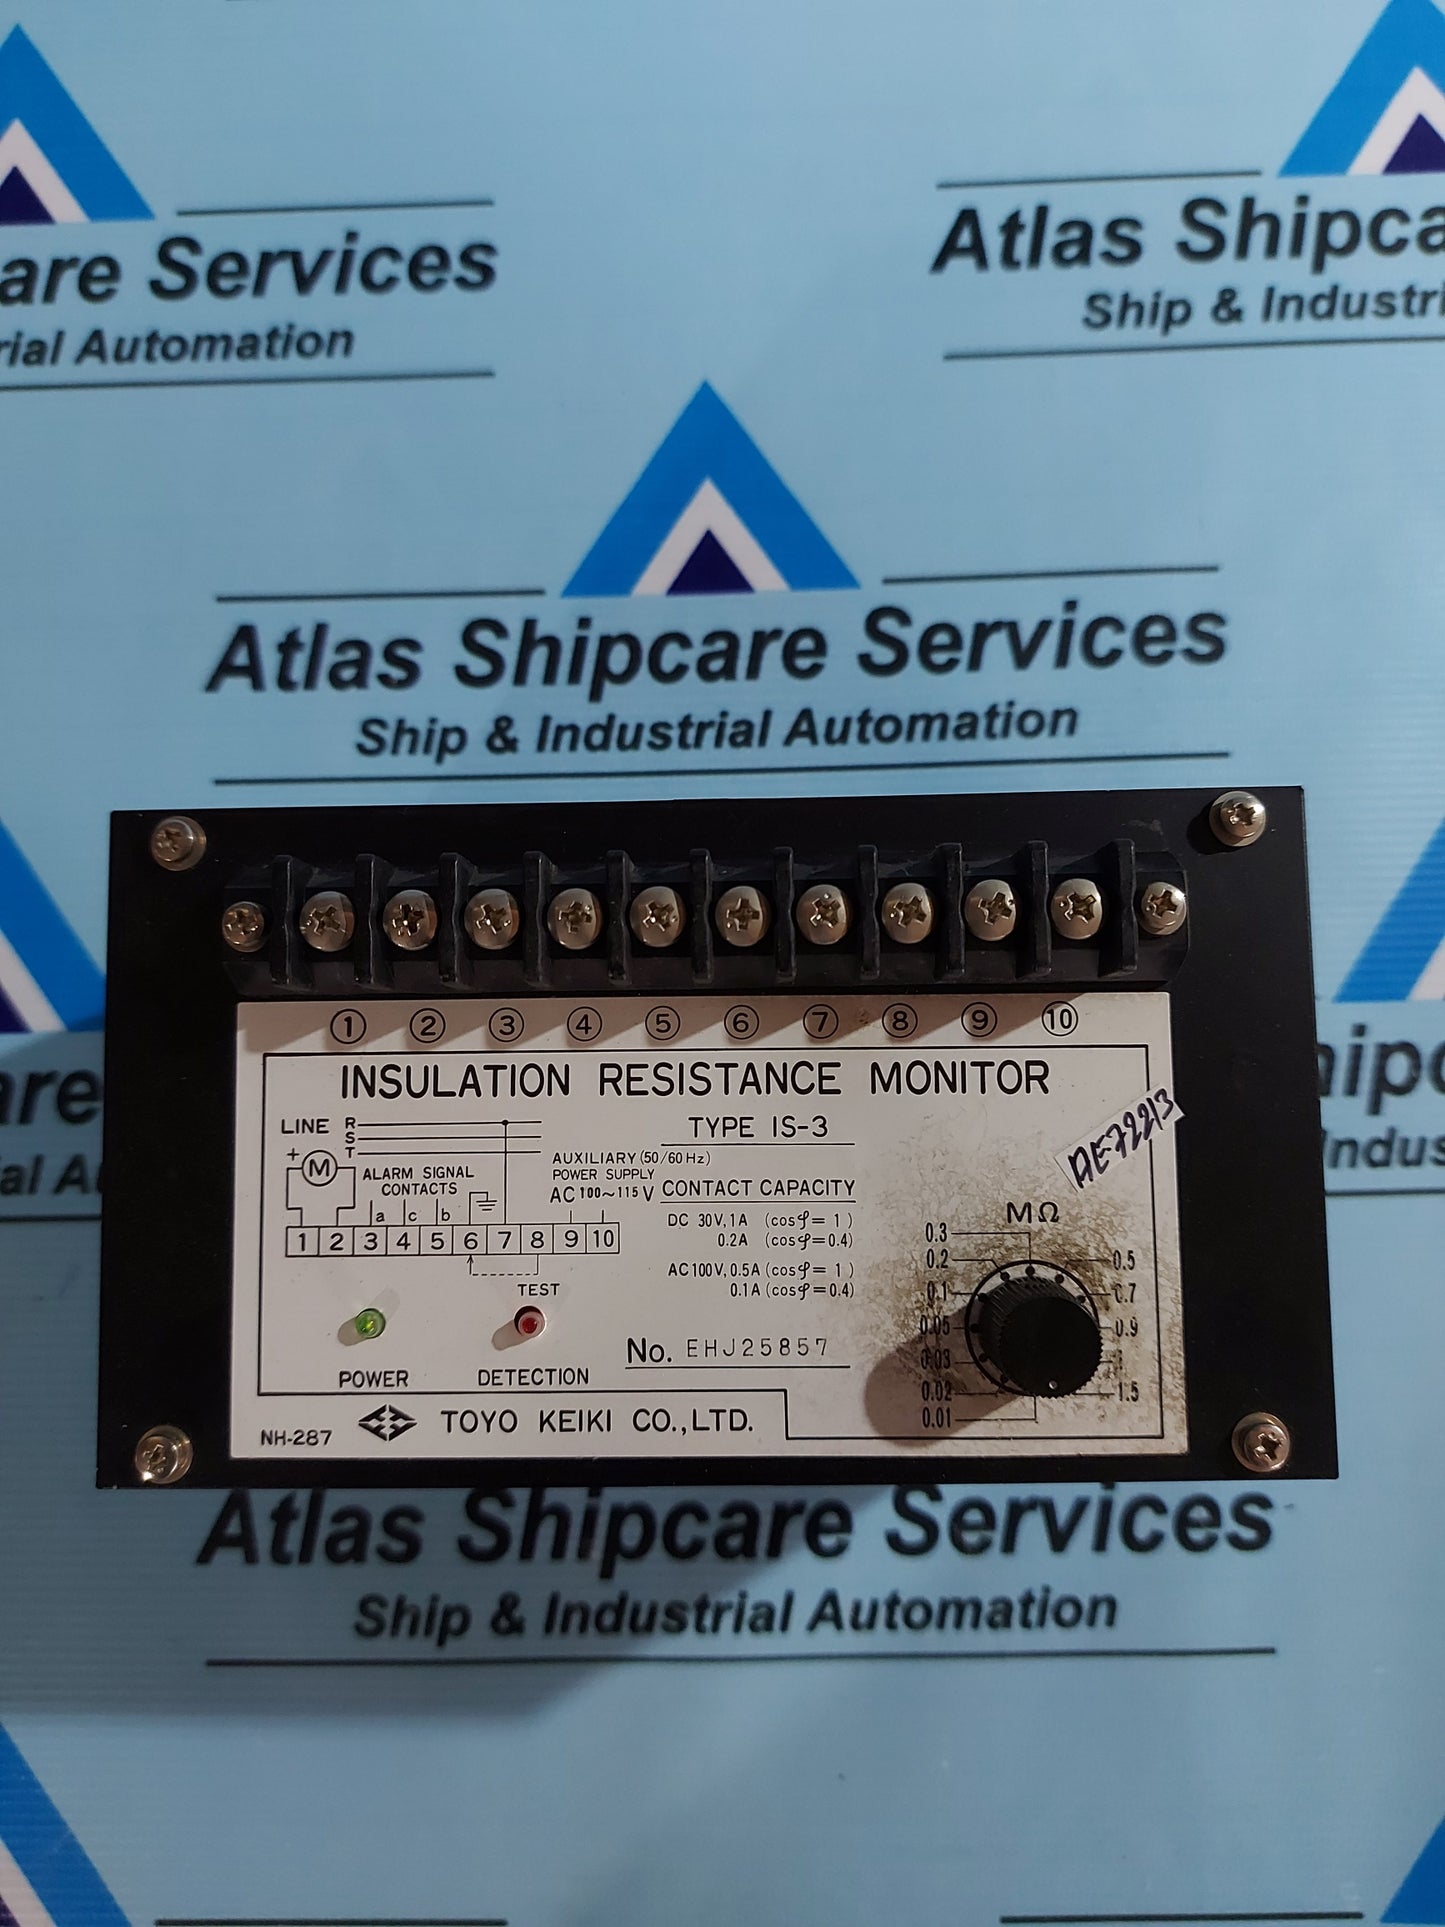 Atlas Shipca
Ship & Industri
are Services
rial Automation
Atlas Shipcare Services
Ship & Industrial Automation
① ② ③ ④ ⑤ ⑥ ⑦ ⑧ ⑨ ⑩
INSULATION RESISTANCE MONITOR
TYPE IS-3
AE72213
LINE R
S
T
+
M
ALARM SIGNAL
CONTACTS
a c b
1 2 3 4 5 6 7 8 9 10
TEST
AUXILIARY (50/60Hz)
POWER SUPPLY
AC 100~115V
CONTACT CAPACITY
DC 30V, 1A (cosφ= 1 )
0.2A (cosφ=0.4)
AC100V, 0.5A (cosφ= 1 )
0.1A (cosφ=0.4)
No. EHJ25857
MΩ
0.3
0.2
0.1
0.05
0.03
0.02
0.01
0.5
0.7
0.9
1
1.5
POWER
DETECTION
NH-287
TOYO KEIKI CO.,LTD.
are
al A
hipc
ndus
Atlas Shipcare Services
Ship & Industrial Automation